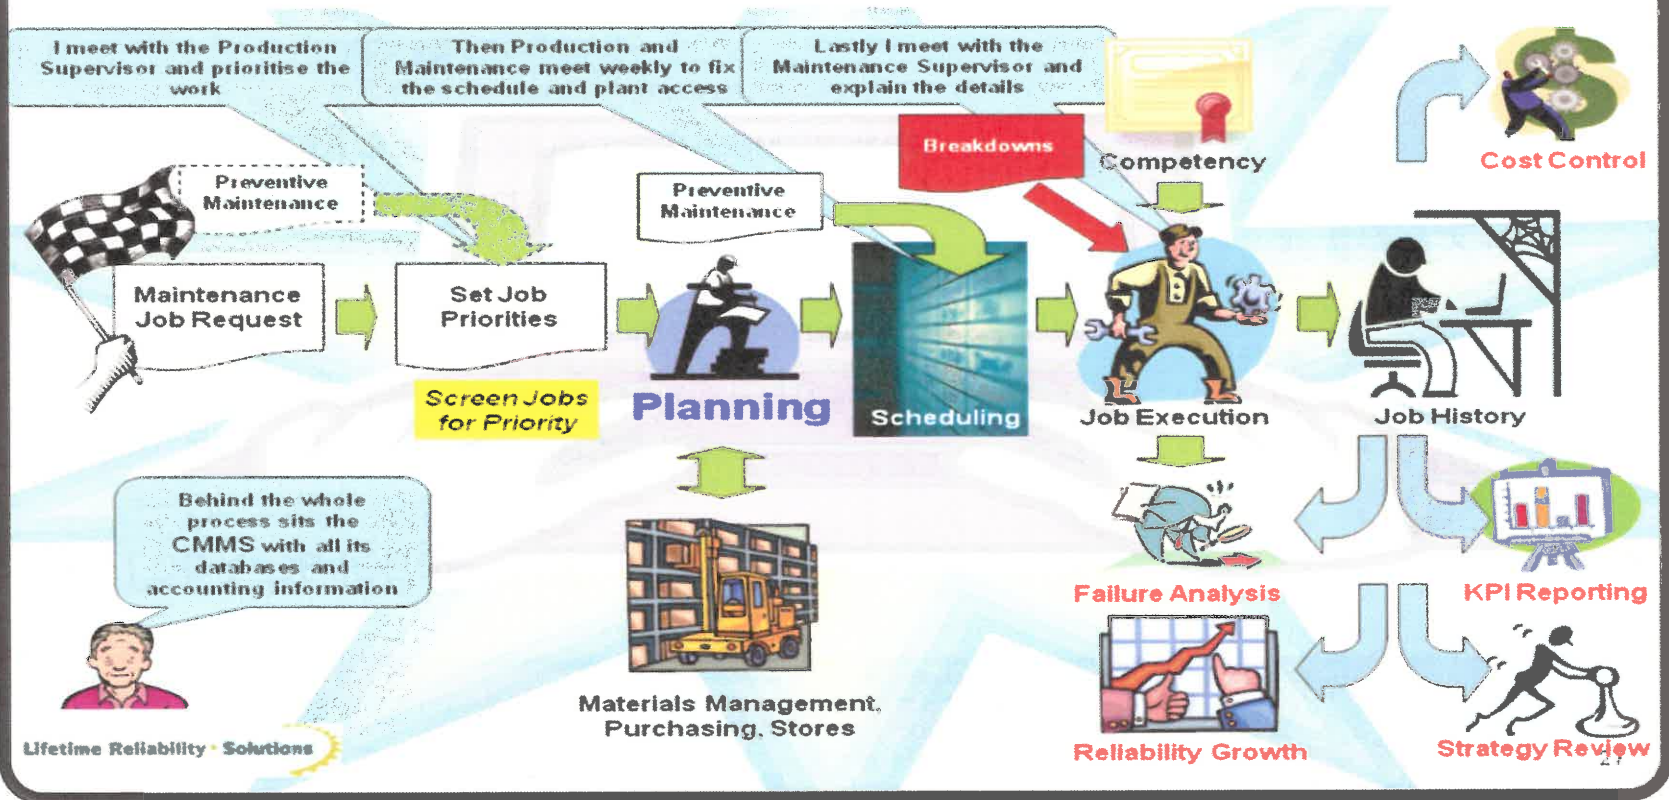 I meet with the Production
Supervisor and prioritise the
work
Then Production and
Maintenance meet weekly to fix
the schedule and plant access
Lastly I meet with the
Maintenance Supervisor and
explain the details
Breakdowns
Competency
Cost Control
Preventive
Maintenance
Preventive
Maintenance
Maintenance
Job Request
Set Job
Priorities
Screen Jobs
for Priority
Planning
Scheduling
Job Execution
Job History
Behind the whole
process sits the
CMMS with all its
databases and
accounting information
Failure Analysis
KPI Reporting
Materials Management,
Purchasing, Stores
Reliability Growth
Strategy Review
Lifetime Reliability Solutions